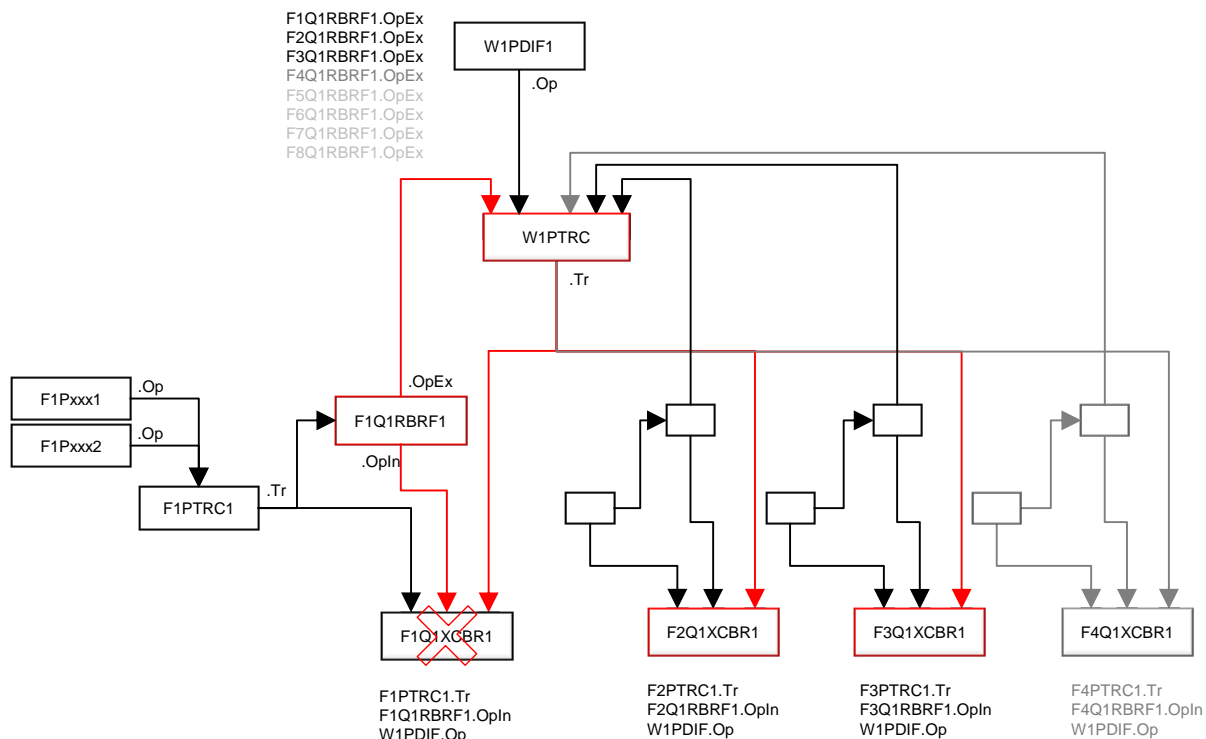 F1Q1RBRF1.OpEx
F2Q1RBRF1.OpEx
F3Q1RBRF1.OpEx
F4Q1RBRF1.OpEx
F5Q1RBRF1.OpEx
F6Q1RBRF1.OpEx
F7Q1RBRF1.OpEx
F8Q1RBRF1.OpEx
W1PDIF1
.Op
W1PTRC
.Tr
F1Pxxx1
.Op
F1Pxxx2
.Op
F1PTRC1
.Tr
.OpEx
F1Q1RBRF1
.OpIn
F1Q1XCBR1
F2Q1XCBR1
F3Q1XCBR1
F4Q1XCBR1
F1PTRC1.Tr
F1Q1RBRF1.OpIn
W1PDIF.Op
F2PTRC1.Tr
F2Q1RBRF1.OpIn
W1PDIF.Op
F3PTRC1.Tr
F3Q1RBRF1.OpIn
W1PDIF.Op
F4PTRC1.Tr
F4Q1RBRF1.OpIn
W1PDIF.Op